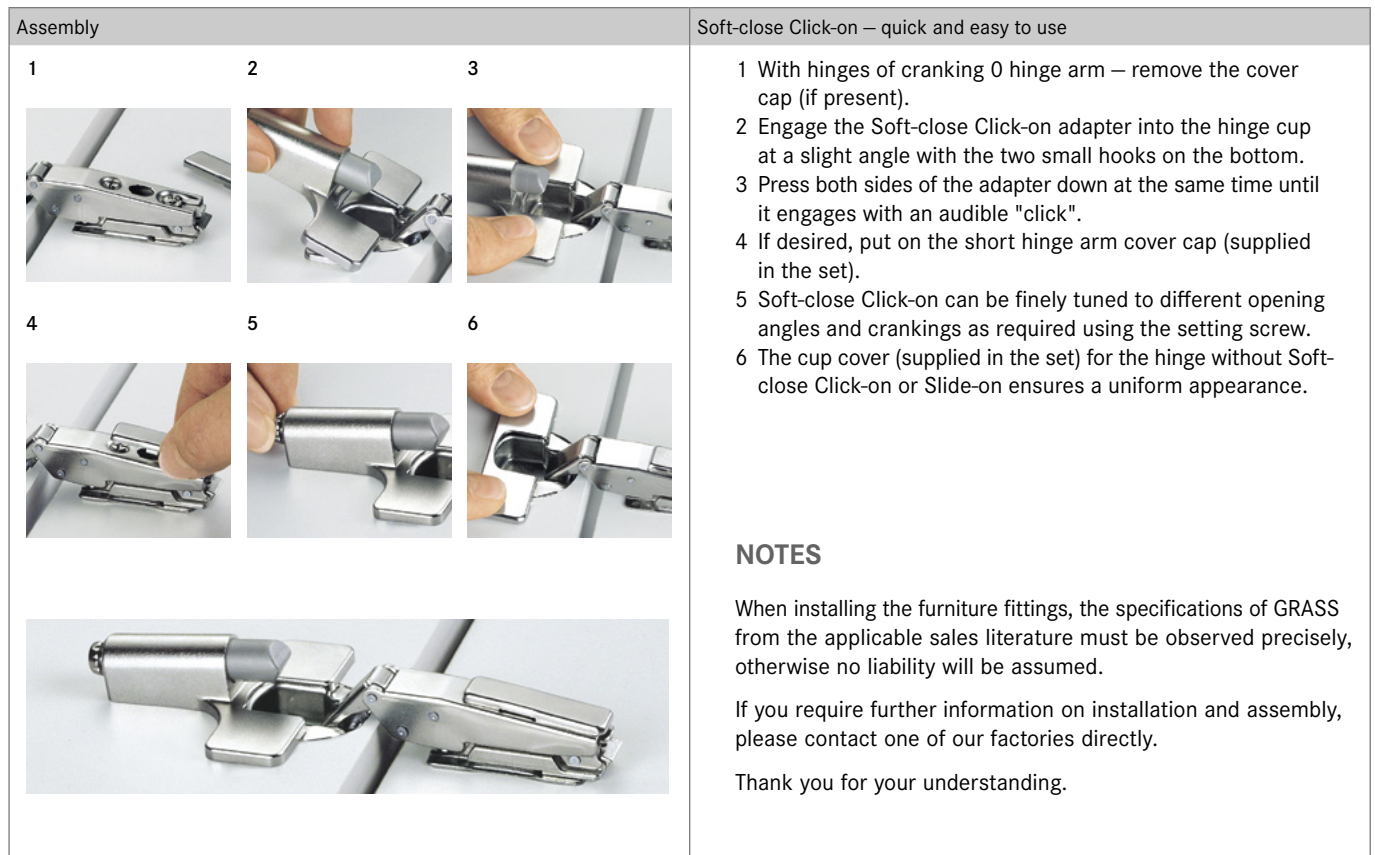 Assembly
Soft-close Click-on – quick and easy to use
1
2
3
4
5
6
1 With hinges of cranking 0 hinge arm – remove the cover
cap (if present).
2 Engage the Soft-close Click-on adapter into the hinge cup
at a slight angle with the two small hooks on the bottom.
3 Press both sides of the adapter down at the same time until
it engages with an audible "click".
4 If desired, put on the short hinge arm cover cap (supplied
in the set).
5 Soft-close Click-on can be finely tuned to different opening
angles and crankings as required using the setting screw.
6 The cup cover (supplied in the set) for the hinge without Soft-
close Click-on or Slide-on ensures a uniform appearance.
NOTES
When installing the furniture fittings, the specifications of GRASS
from the applicable sales literature must be observed precisely,
otherwise no liability will be assumed.
If you require further information on installation and assembly,
please contact one of our factories directly.
Thank you for your understanding.